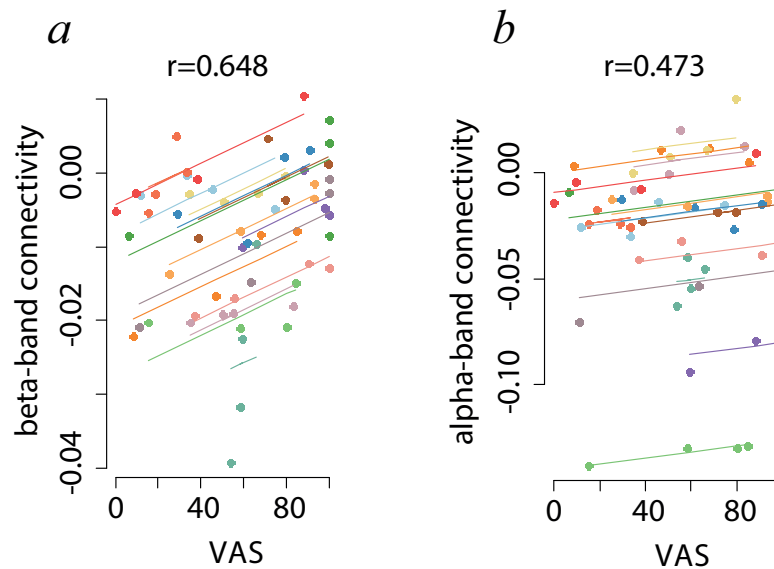 a
r=0.648
beta-band connectivity
0.00
-0.02
-0.04
0
40
80
VAS
b
r=0.473
alpha-band connectivity
0.00
-0.05
-0.10
0
40
80
VAS